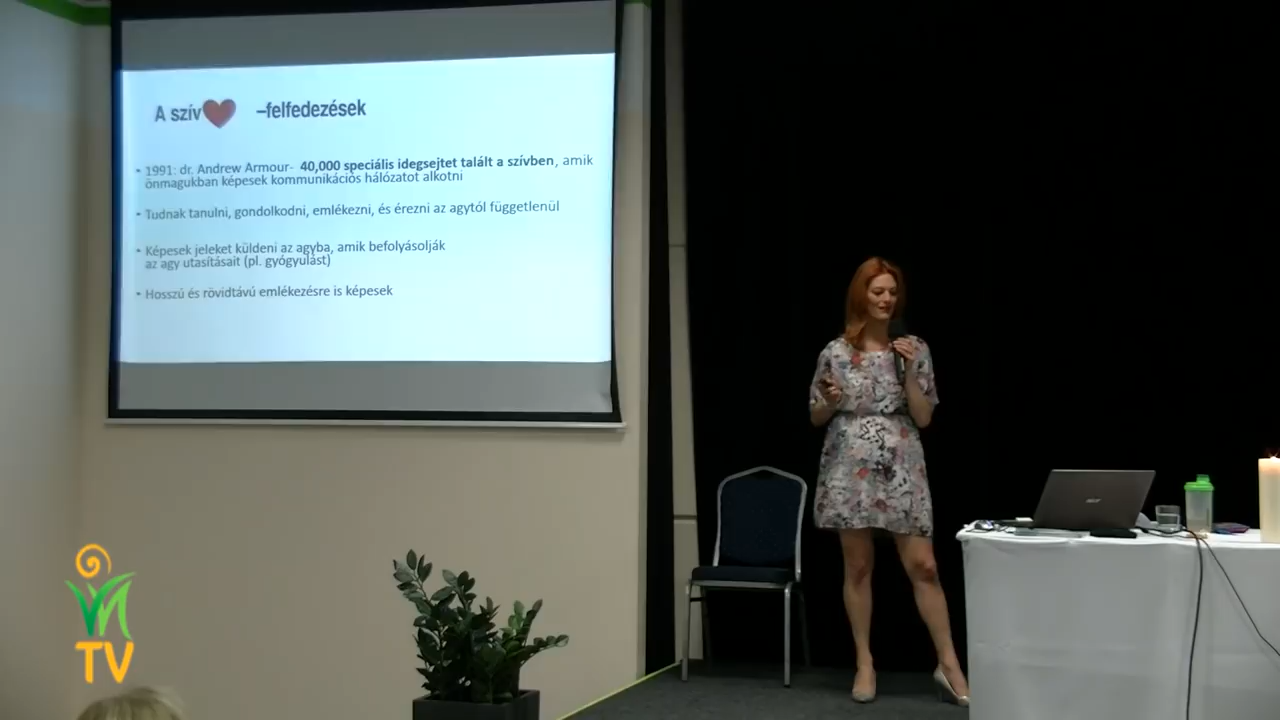 A szív –felfedezések
• 1991: dr. Andrew Armour- 40,000 speciális idegsejtet talált a szívben, amik
önmagukban képesek kommunikációs hálózatot alkotni
• Tudnak tanulni, gondolkodni, emlékezni, és érezni az agytól függetlenül
• Képesek jeleket küldeni az agyba, amik befolyásolják
az agy utasításait (pl. gyógyulást)
• Hosszú és rövidtávú emlékezésre is képesek
acer
TV